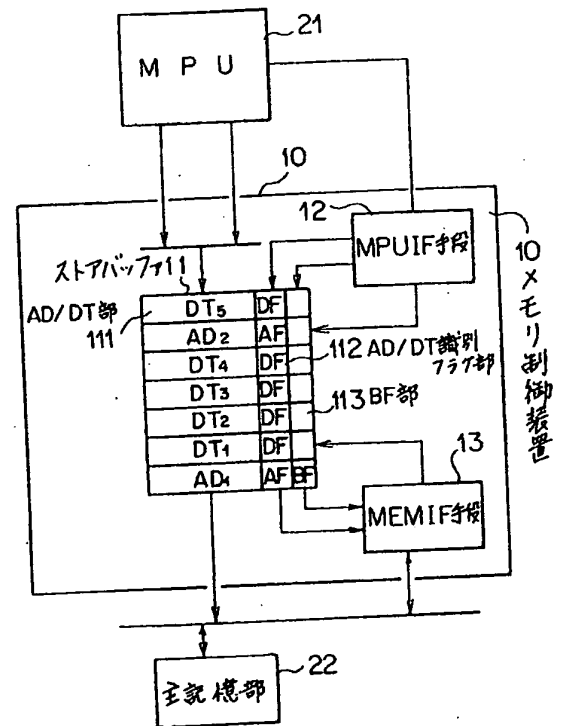 21
MPU
10
12
MPUIF手段
10メモリ制御装置
ストアバッファ11
AD/DT部
111
DT5 DF
AD2 AF
DT4 DF
112 AD/DT識別
フラグ部
DT3 DF
DT2 DF
113 BF部
DT1 DF
AD1 AF BF
13
MEMIF手段
主記憶部
22